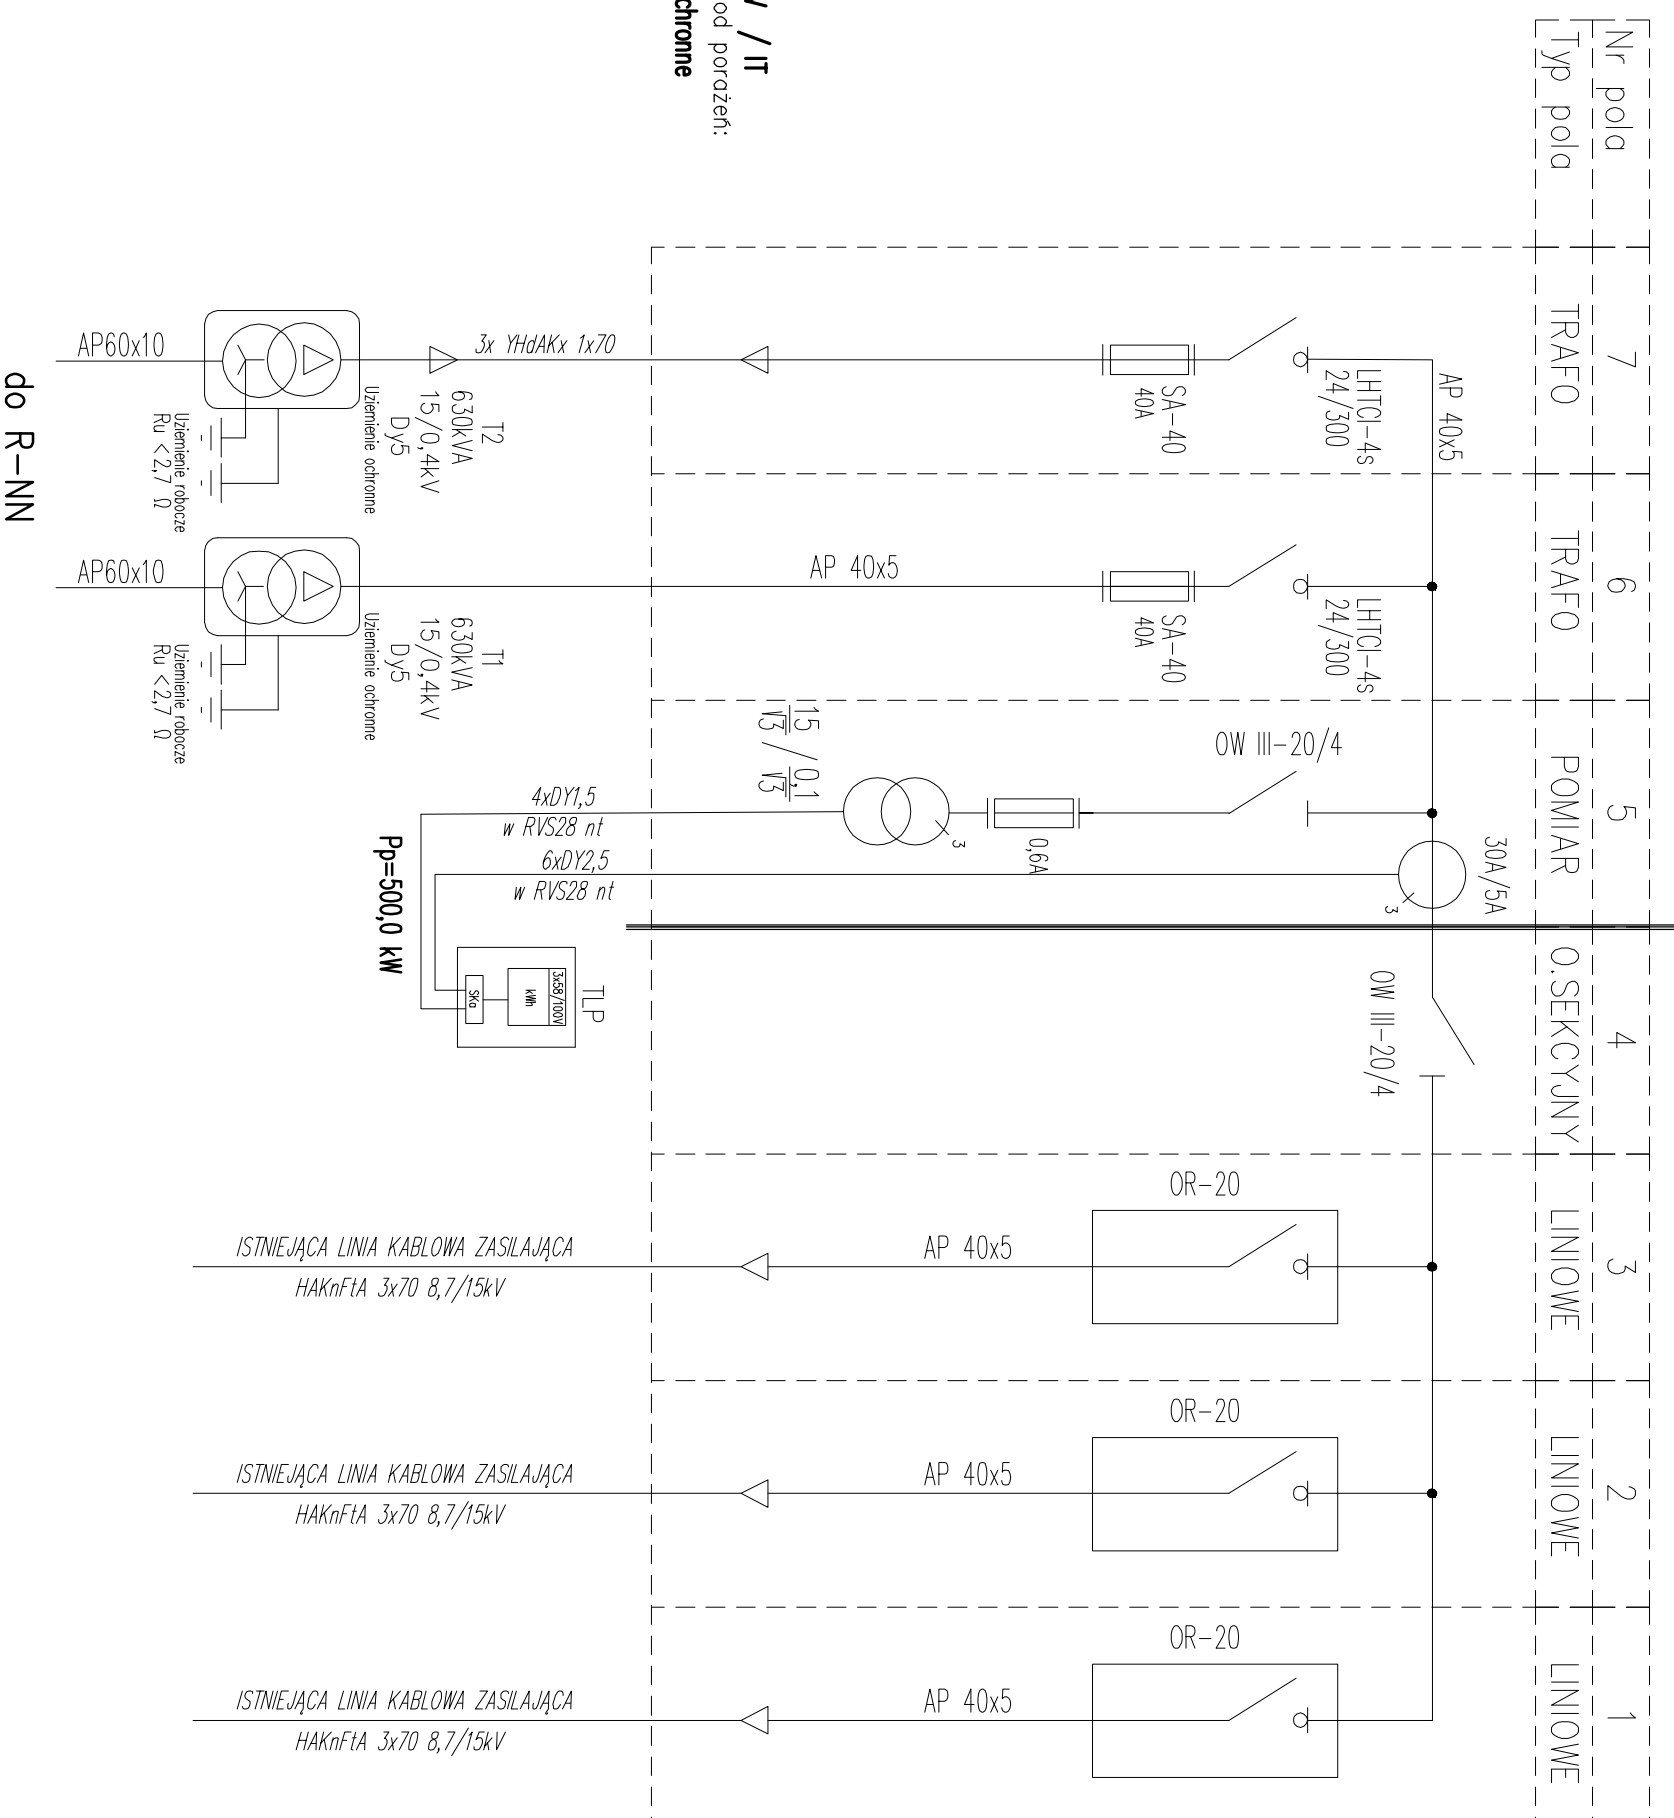 Nr pola
Typ pola
7
TRAFO
6
TRAFO
5
POMIAR
4
O.SEKCYJNY
3
LINIOWE
2
LINIOWE
1
LINIOWE
/ IT
od porażeń:
chronne
AP 40x5
LHTCI-4s
24/300
SA-40
40A
3x YHdAKx 1x70
T2
630kVA
15/0,4kV
Dy5
Uziemienie ochronne
Uziemienie robocze
Ru <2,7 Ω
AP60x10
LHTCI-4s
24/300
SA-40
40A
AP 40x5
T1
630kVA
15/0,4kV
Dy5
Uziemienie ochronne
Uziemienie robocze
Ru <2,7 Ω
AP60x10
do R-NN
30A/5A
3
OW III-20/4
0,6A
3
15/√3 / 0,1/√3
4xDY1,5
w RVS28 nt
6xDY2,5
w RVS28 nt
Pp=500,0 kW
TLP
3x58/100V
kWh
SKa
OW III-20/4
OR-20
AP 40x5
ISTNIEJĄCA LINIA KABLOWA ZASILAJĄCA
HAKnFtA 3x70 8,7/15kV
OR-20
AP 40x5
ISTNIEJĄCA LINIA KABLOWA ZASILAJĄCA
HAKnFtA 3x70 8,7/15kV
OR-20
AP 40x5
ISTNIEJĄCA LINIA KABLOWA ZASILAJĄCA
HAKnFtA 3x70 8,7/15kV